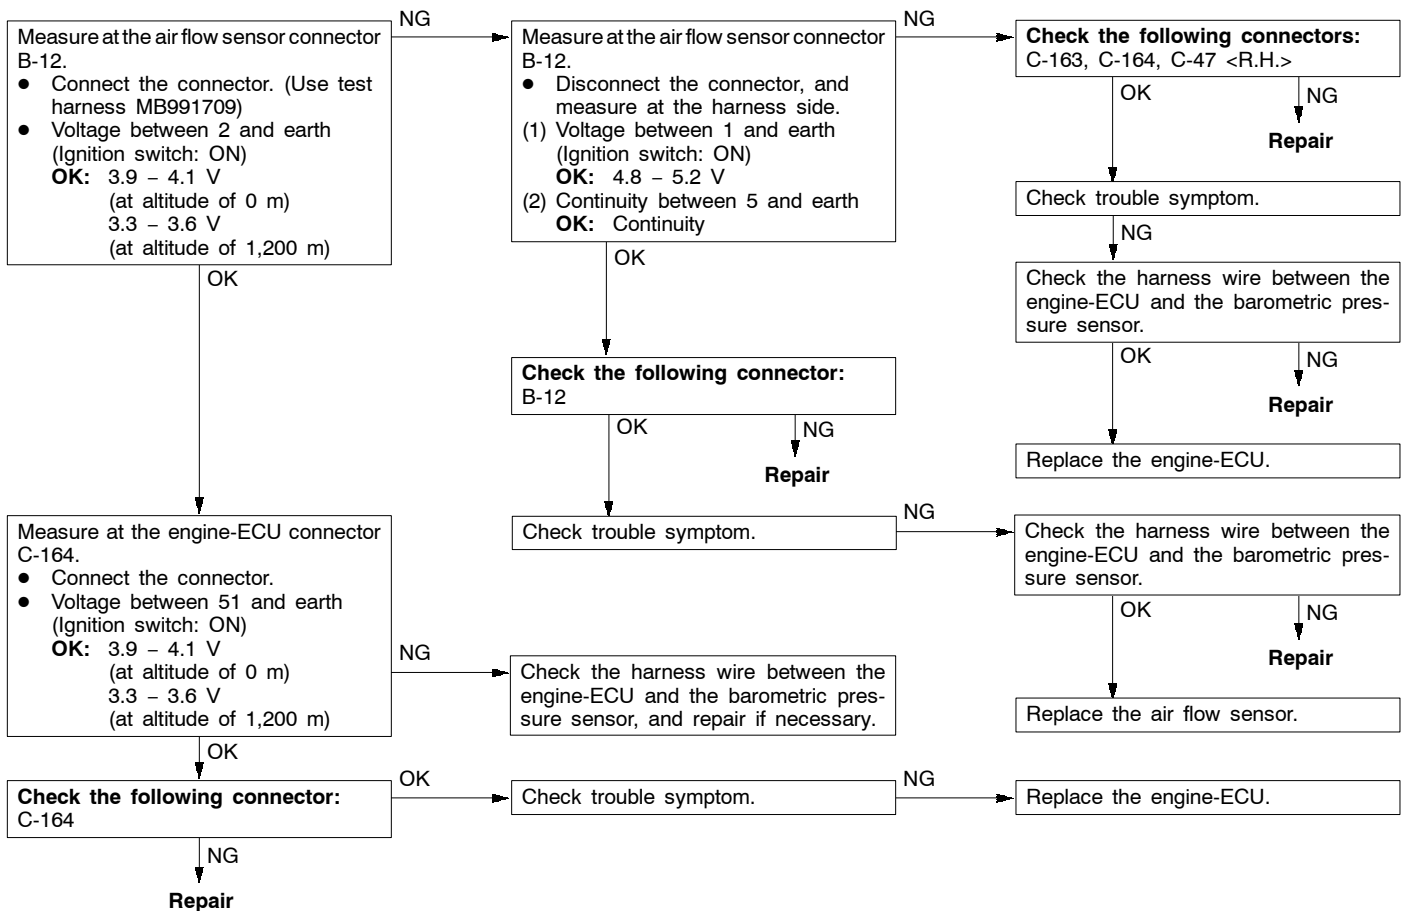 Measure at the air flow sensor connector
B-12.
● Connect the connector. (Use test
harness MB991709)
● Voltage between 2 and earth
(Ignition switch: ON)
OK: 3.9 – 4.1 V
(at altitude of 0 m)
3.3 – 3.6 V
(at altitude of 1,200 m)
NG
OK
Measure at the air flow sensor connector
B-12.
● Disconnect the connector, and
measure at the harness side.
(1) Voltage between 1 and earth
(Ignition switch: ON)
OK: 4.8 – 5.2 V
(2) Continuity between 5 and earth
OK: Continuity
NG
OK
Check the following connectors:
C-163, C-164, C-47 <R.H.>
OK
NG
Repair
Check trouble symptom.
NG
Check the harness wire between the
engine-ECU and the barometric pres-
sure sensor.
OK
NG
Repair
Replace the engine-ECU.
Check the following connector:
B-12
OK
NG
Repair
Check trouble symptom.
NG
Check the harness wire between the
engine-ECU and the barometric pres-
sure sensor.
OK
NG
Repair
Replace the air flow sensor.
Measure at the engine-ECU connector
C-164.
● Connect the connector.
● Voltage between 51 and earth
(Ignition switch: ON)
OK: 3.9 – 4.1 V
(at altitude of 0 m)
3.3 – 3.6 V
(at altitude of 1,200 m)
NG
Check the harness wire between the
engine-ECU and the barometric pres-
sure sensor, and repair if necessary.
OK
Check the following connector:
C-164
OK
Check trouble symptom.
NG
Replace the engine-ECU.
NG
Repair